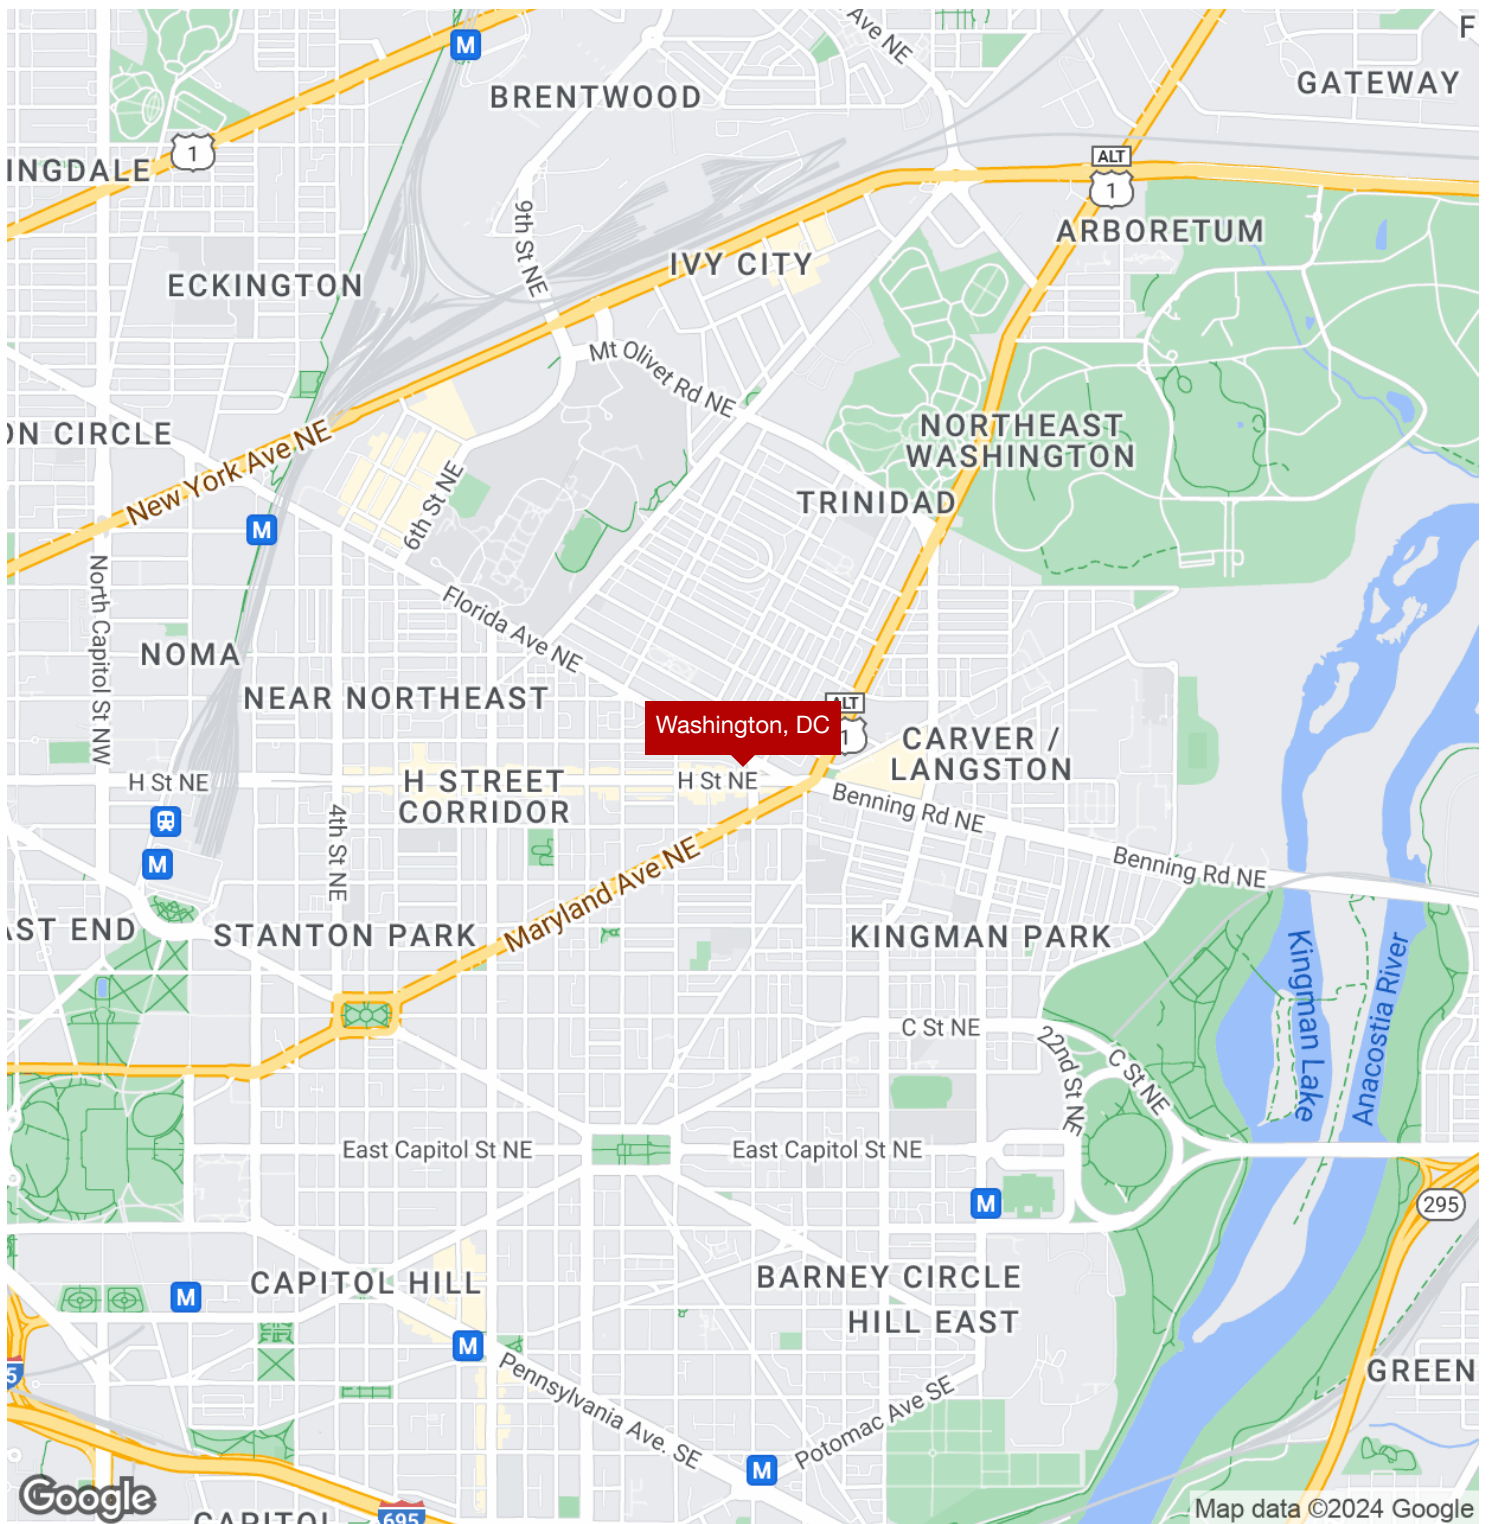 Ave NE
F
M
BRENTWOOD
GATEWAY
1
INGDALE
ALT
1
9th St NE
ARBORETUM
IVY CITY
ECKINGTON
Mt Olivet Rd NE
NORTHEAST
WASHINGTON
ON CIRCLE
New York Ave NE
6th St NE
TRINIDAD
M
North Capitol St NW
Florida Ave NE
NOMA
NEAR NORTHEAST
ALT
1
Washington, DC
CARVER /
LANGSTON
H St NE
H STREET
CORRIDOR
H St NE
Benning Rd NE
4th St NE
M
Maryland Ave NE
Benning Rd NE
AST END
STANTON PARK
KINGMAN PARK
Kingman Lake
Anacostia River
C St NE
22nd St NE
C St NE
East Capitol St NE
East Capitol St NE
M
295
CAPITOL HILL
BARNEY CIRCLE
M
HILL EAST
M
5
GREEN
Pennsylvania Ave. SE
Potomac Ave SE
M
Google
CAPITOL
695
Map data ©2024 Google